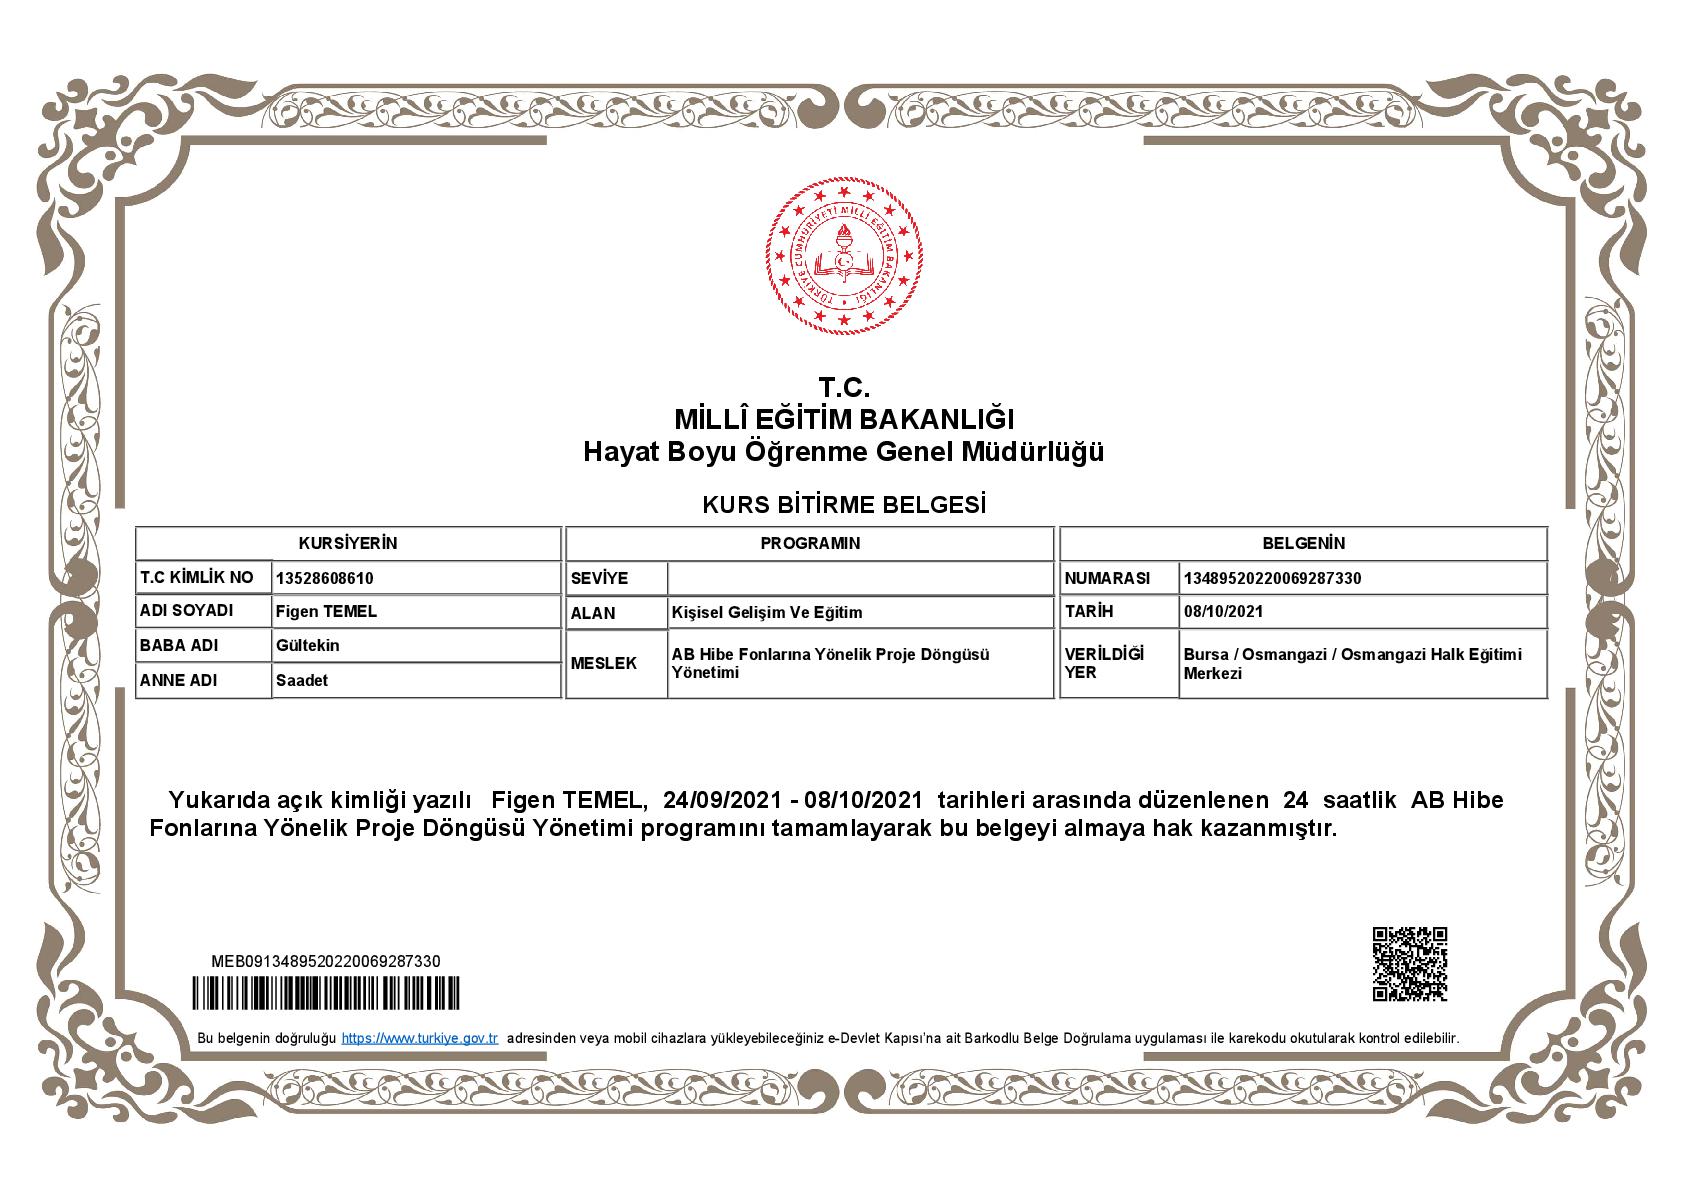 TÜRKİYE CUMHURİYETİ MİLLÎ EĞİTİM BAKANLIĞI
T.C.
MİLLÎ EĞİTİM BAKANLIĞI
Hayat Boyu Öğrenme Genel Müdürlüğü
KURS BİTİRME BELGESİ
KURSİYERİN
T.C KİMLİK NO 13528608610
ADI SOYADI Figen TEMEL
BABA ADI Gültekin
ANNE ADI Saadet
PROGRAMIN
SEVİYE
ALAN Kişisel Gelişim Ve Eğitim
MESLEK AB Hibe Fonlarına Yönelik Proje Döngüsü
Yönetimi
BELGENİN
NUMARASI 13489520220069287330
TARİH 08/10/2021
VERİLDİĞİ
YER
Bursa / Osmangazi / Osmangazi Halk Eğitimi
Merkezi
Yukarıda açık kimliği yazılı Figen TEMEL, 24/09/2021 - 08/10/2021 tarihleri arasında düzenlenen 24 saatlik AB Hibe
Fonlarına Yönelik Proje Döngüsü Yönetimi programını tamamlayarak bu belgeyi almaya hak kazanmıştır.
MEB0913489520220069287330
Bu belgenin doğruluğu https://www.turkiye.gov.tr adresinden veya mobil cihazlara yükleyebileceğiniz e-Devlet Kapısı'na ait Barkodlu Belge Doğrulama uygulaması ile karekodu okutularak kontrol edilebilir.